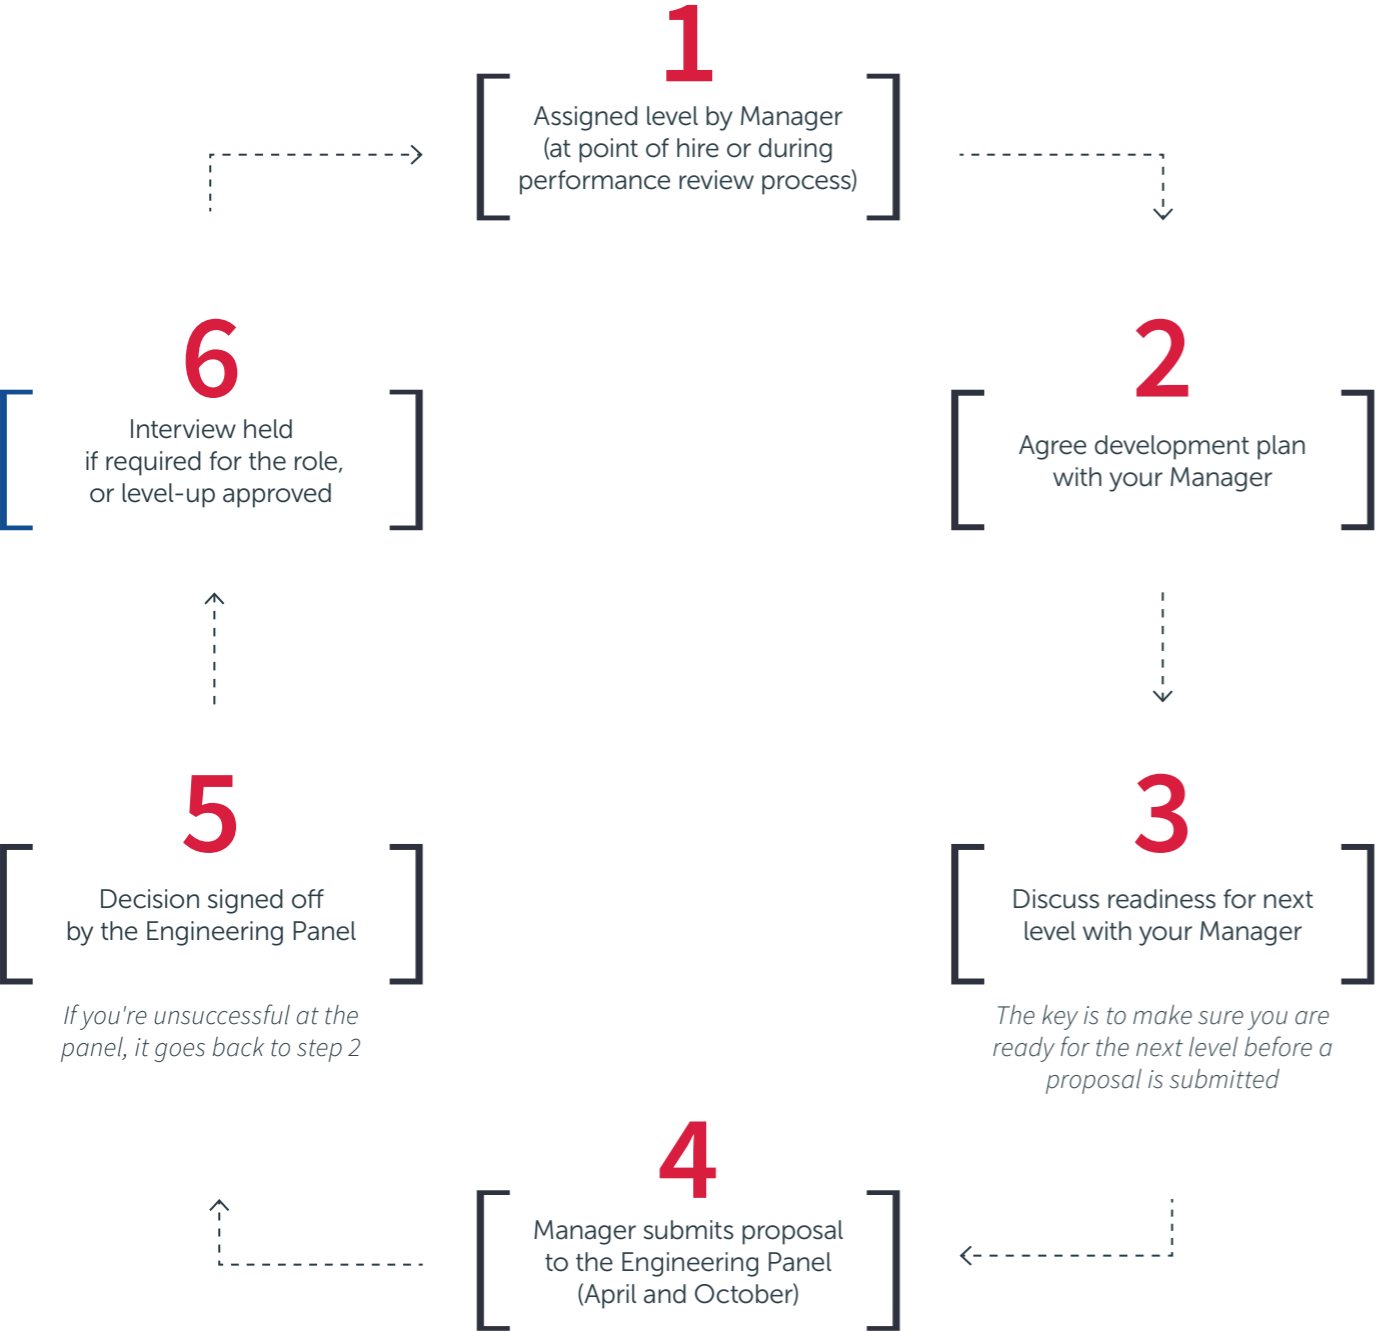 1
Assigned level by Manager
(at point of hire or during
performance review process)
2
Agree development plan
with your Manager
3
Discuss readiness for next
level with your Manager
The key is to make sure you are
ready for the next level before a
proposal is submitted
4
Manager submits proposal
to the Engineering Panel
(April and October)
5
Decision signed off
by the Engineering Panel
If you're unsuccessful at the
panel, it goes back to step 2
6
Interview held
if required for the role,
or level-up approved